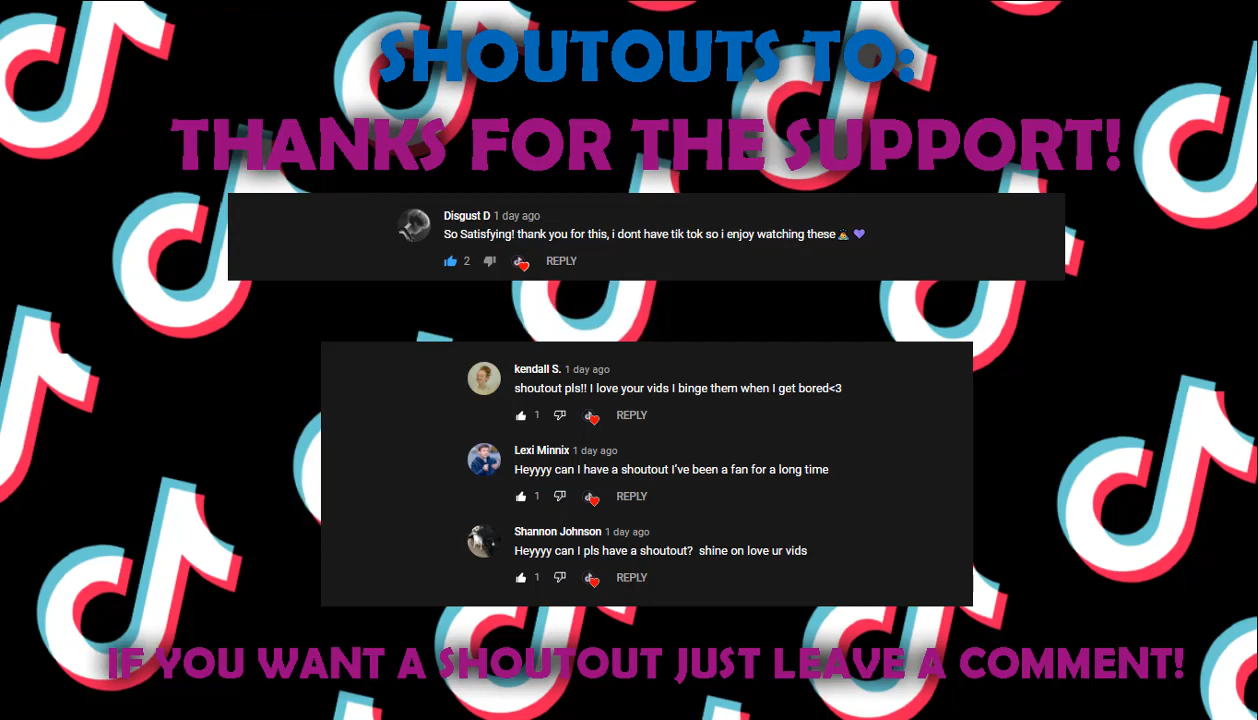 SHOUTOUTS TO:
THANKS FOR THE SUPPORT!
Disgust D 1 day ago
So Satisfying! thank you for this, i dont have tik tok so i enjoy watching these🙇💜
2 REPLY
kendall S. 1 day ago
shoutout pls!! I love your vids I binge them when I get bored<3
1 REPLY
Lexi Minnix 1 day ago
Heyyyy can I have a shoutout I’ve been a fan for a long time
1 REPLY
Shannon Johnson 1 day ago
Heyyyy can I pls have a shoutout?  shine on love ur vids
1 REPLY
IF YOU WANT A SHOUTOUT JUST LEAVE A COMMENT!